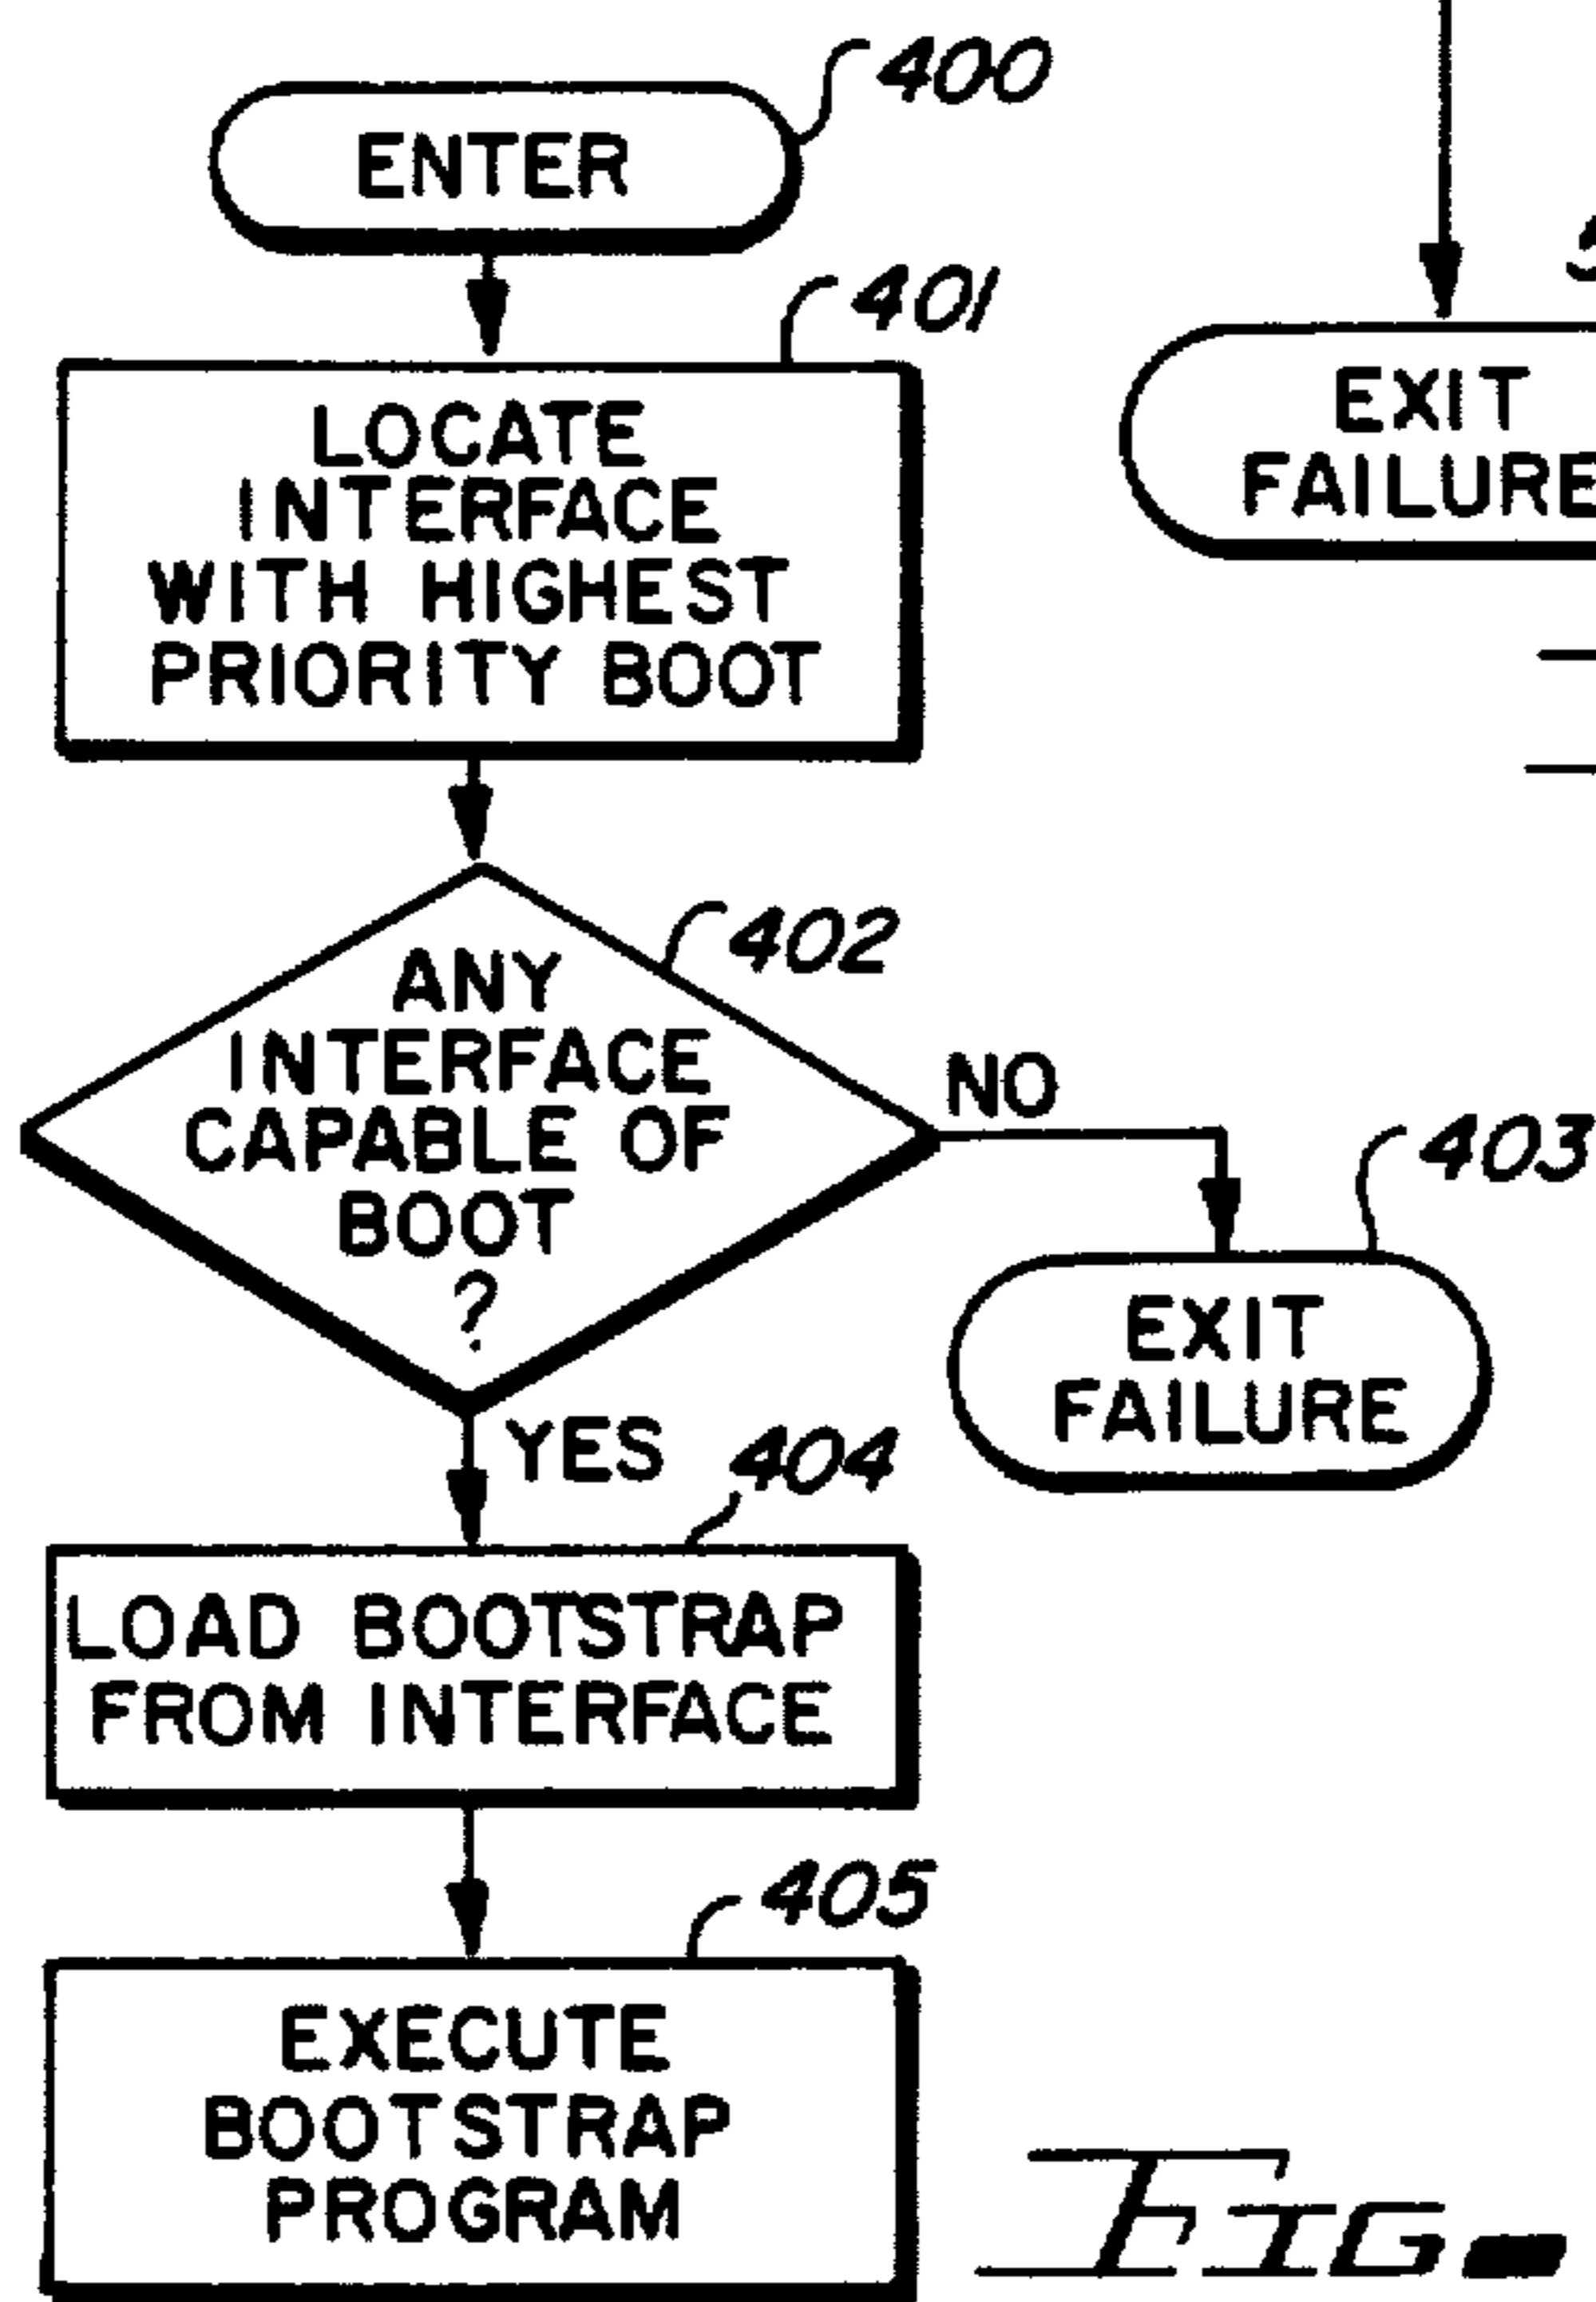 400
ENTER
401
LOCATE
INTERFACE
WITH HIGHEST
PRIORITY BOOT
EXIT
FAILURE
402
ANY
INTERFACE
CAPABLE OF
BOOT
?
NO
403
EXIT
FAILURE
YES
404
LOAD BOOTSTRAP
FROM INTERFACE
405
EXECUTE
BOOTSTRAP
PROGRAM
FIG